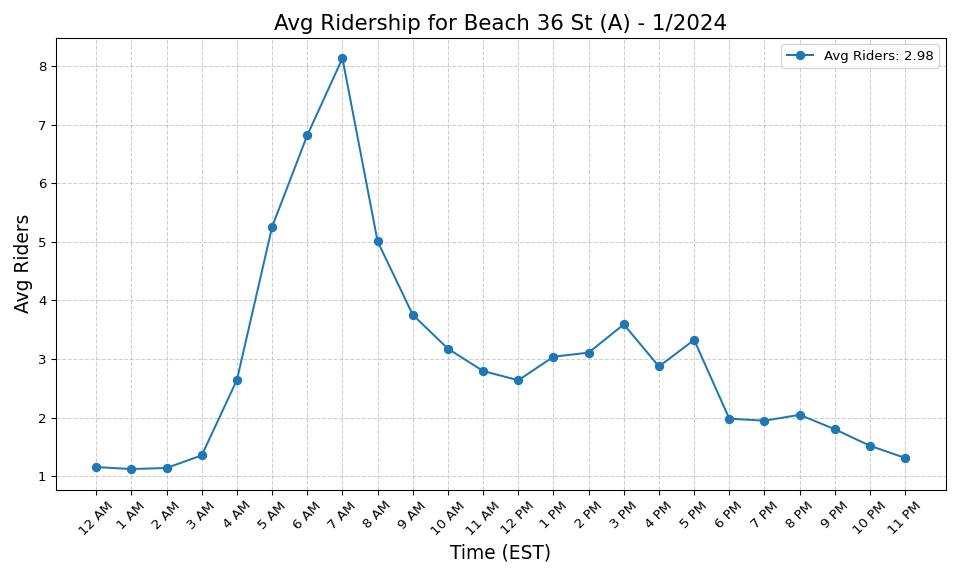 Avg Ridership for Beach 36 St (A) - 1/2024
Avg Riders: 2.98
8
7
6
5
4
3
2
1
Avg Riders
12 AM
1 AM
2 AM
3 AM
4 AM
5 AM
6 AM
7 AM
8 AM
9 AM
10 AM
11 AM
12 PM
1 PM
2 PM
3 PM
4 PM
5 PM
6 PM
7 PM
8 PM
9 PM
10 PM
11 PM
Time (EST)